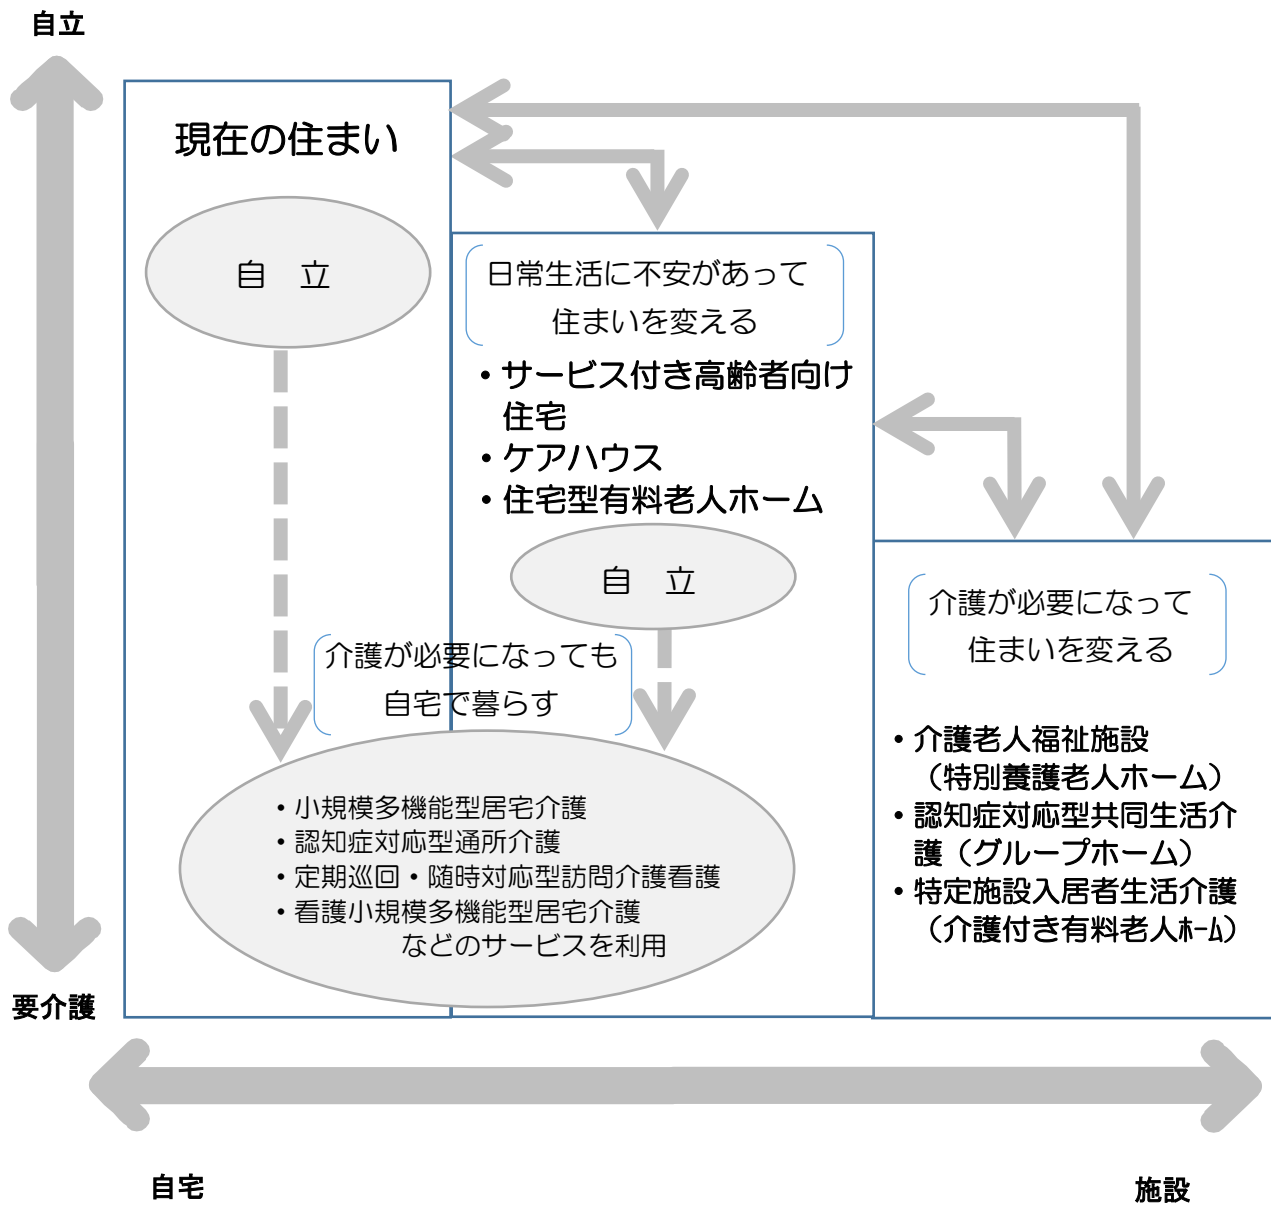 自立
現在の住まい
自 立
日常生活に不安があって
住まいを変える
・サービス付き高齢者向け
住宅
・ケアハウス
・住宅型有料老人ホーム
自 立
介護が必要になっても
自宅で暮らす
・小規模多機能型居宅介護
・認知症対応型通所介護
・定期巡回・随時対応型訪問介護看護
・看護小規模多機能型居宅介護
などのサービスを利用
介護が必要になって
住まいを変える
・介護老人福祉施設
（特別養護老人ホーム）
・認知症対応型共同生活介
護（グループホーム）
・特定施設入居者生活介護
（介護付き有料老人ﾎｰﾑ）
要介護
自宅
施設